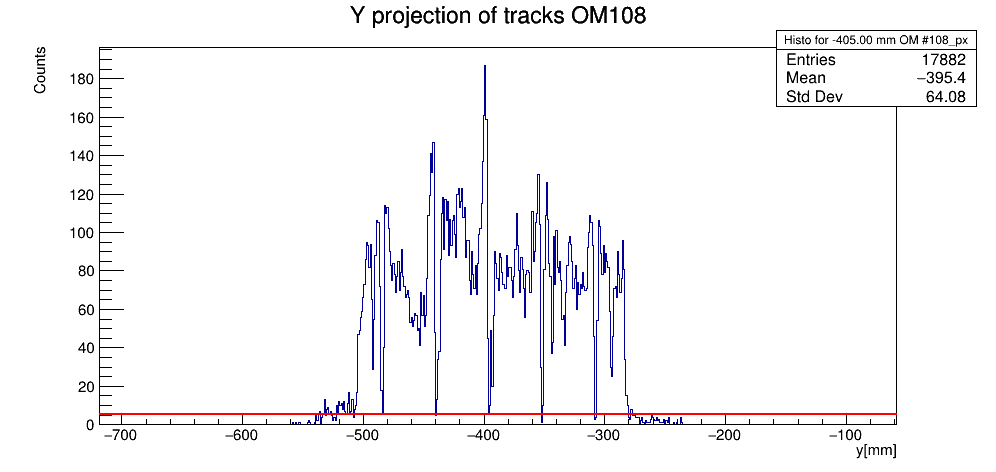 Y projection of tracks OM108
Histo for -405.00 mm OM #108_px
Entries 17882
Mean −395.4
Std Dev 64.08
Counts
180
160
140
120
100
80
60
40
20
0
−700 −600 −500 −400 −300 −200 −100
y[mm]